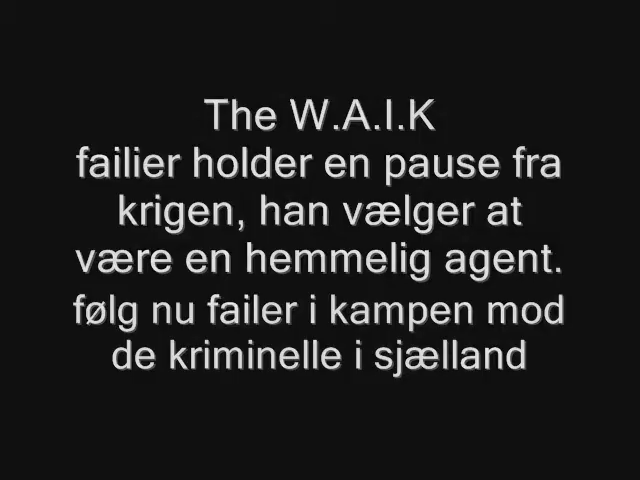 The W.A.I.K
failier holder en pause fra
krigen, han vælger at
være en hemmelig agent.
følg nu failer i kampen mod
de kriminelle i sjælland